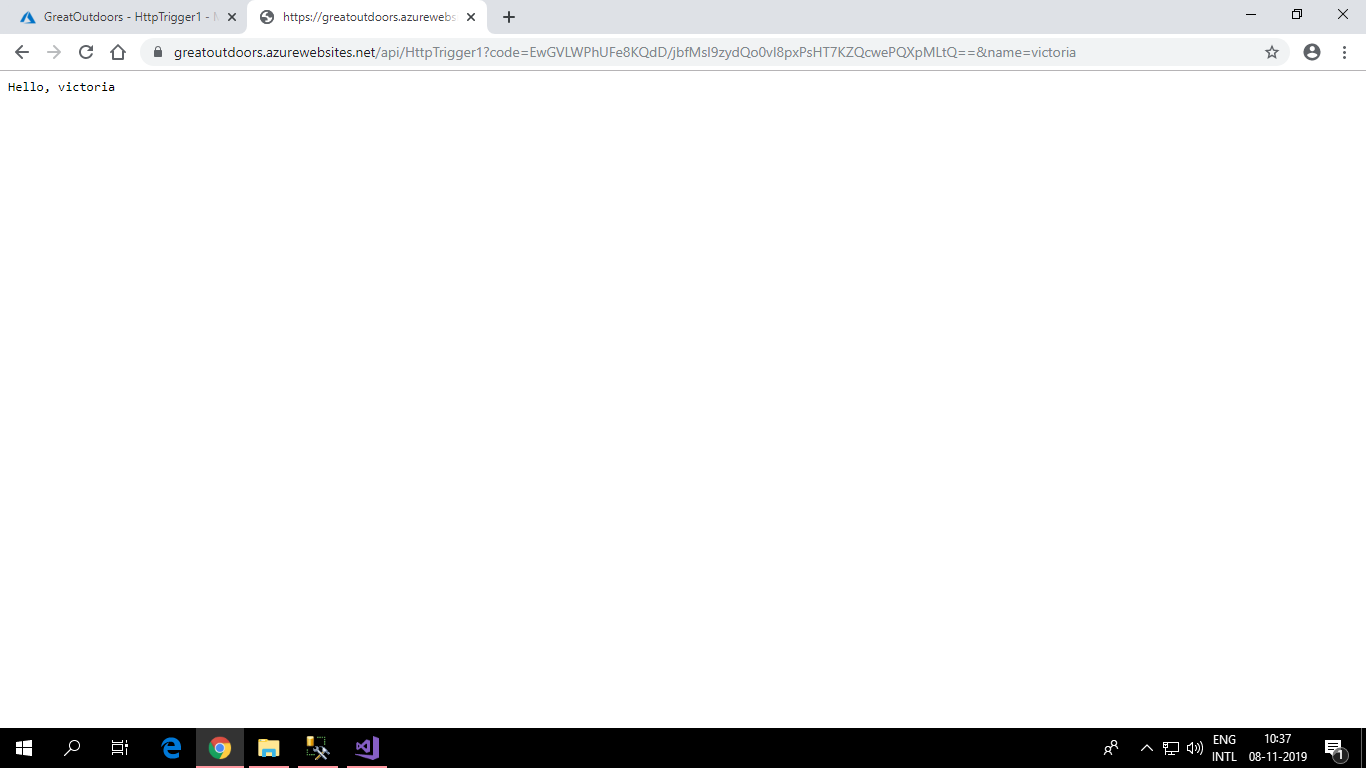 GreatOutdoors - HttpTrigger1 -
https://greatoutdoors.azurewebs
greatoutdoors.azurewebsites.net/api/HttpTrigger1?code=EwGVLWPhUFe8KQdD/jbfMsI9zydQo0vI8pxPsHT7KZQcwePQXpMLtQ==&name=victoria
Hello, victoria
ENG
INTL
10:37
08-11-2019
1